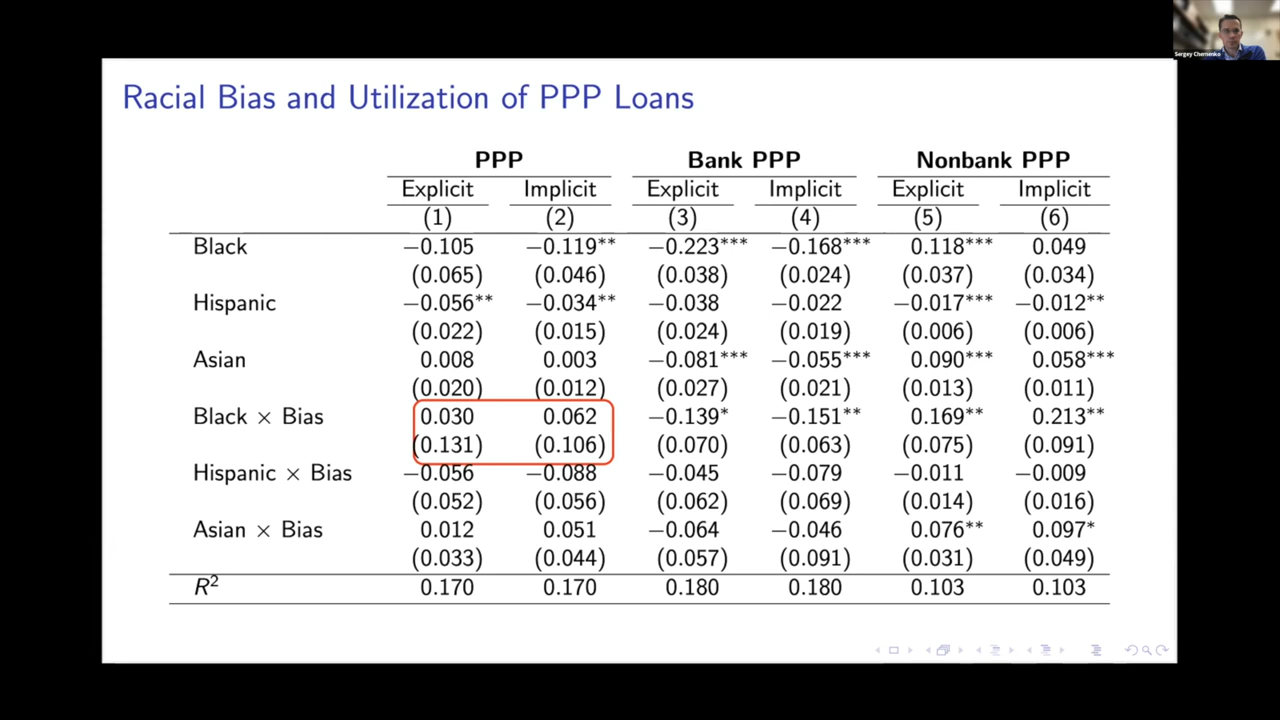 Sergey Chernenko
Racial Bias and Utilization of PPP Loans
PPP Bank PPP Nonbank PPP
Explicit Implicit Explicit Implicit Explicit Implicit
(1) (2) (3) (4) (5) (6)
Black −0.105 −0.119** −0.223*** −0.168*** 0.118*** 0.049
(0.065) (0.046) (0.038) (0.024) (0.037) (0.034)
Hispanic −0.056** −0.034** −0.038 −0.022 −0.017*** −0.012**
(0.022) (0.015) (0.024) (0.019) (0.006) (0.006)
Asian 0.008 0.003 −0.081*** −0.055*** 0.090*** 0.058***
(0.020) (0.012) (0.027) (0.021) (0.013) (0.011)
Black × Bias 0.030 0.062 −0.139* −0.151** 0.169** 0.213**
(0.131) (0.106) (0.070) (0.063) (0.075) (0.091)
Hispanic × Bias −0.056 −0.088 −0.045 −0.079 −0.011 −0.009
(0.052) (0.056) (0.062) (0.069) (0.014) (0.016)
Asian × Bias 0.012 0.051 −0.064 −0.046 0.076** 0.097*
(0.033) (0.044) (0.057) (0.091) (0.031) (0.049)
R² 0.170 0.170 0.180 0.180 0.103 0.103